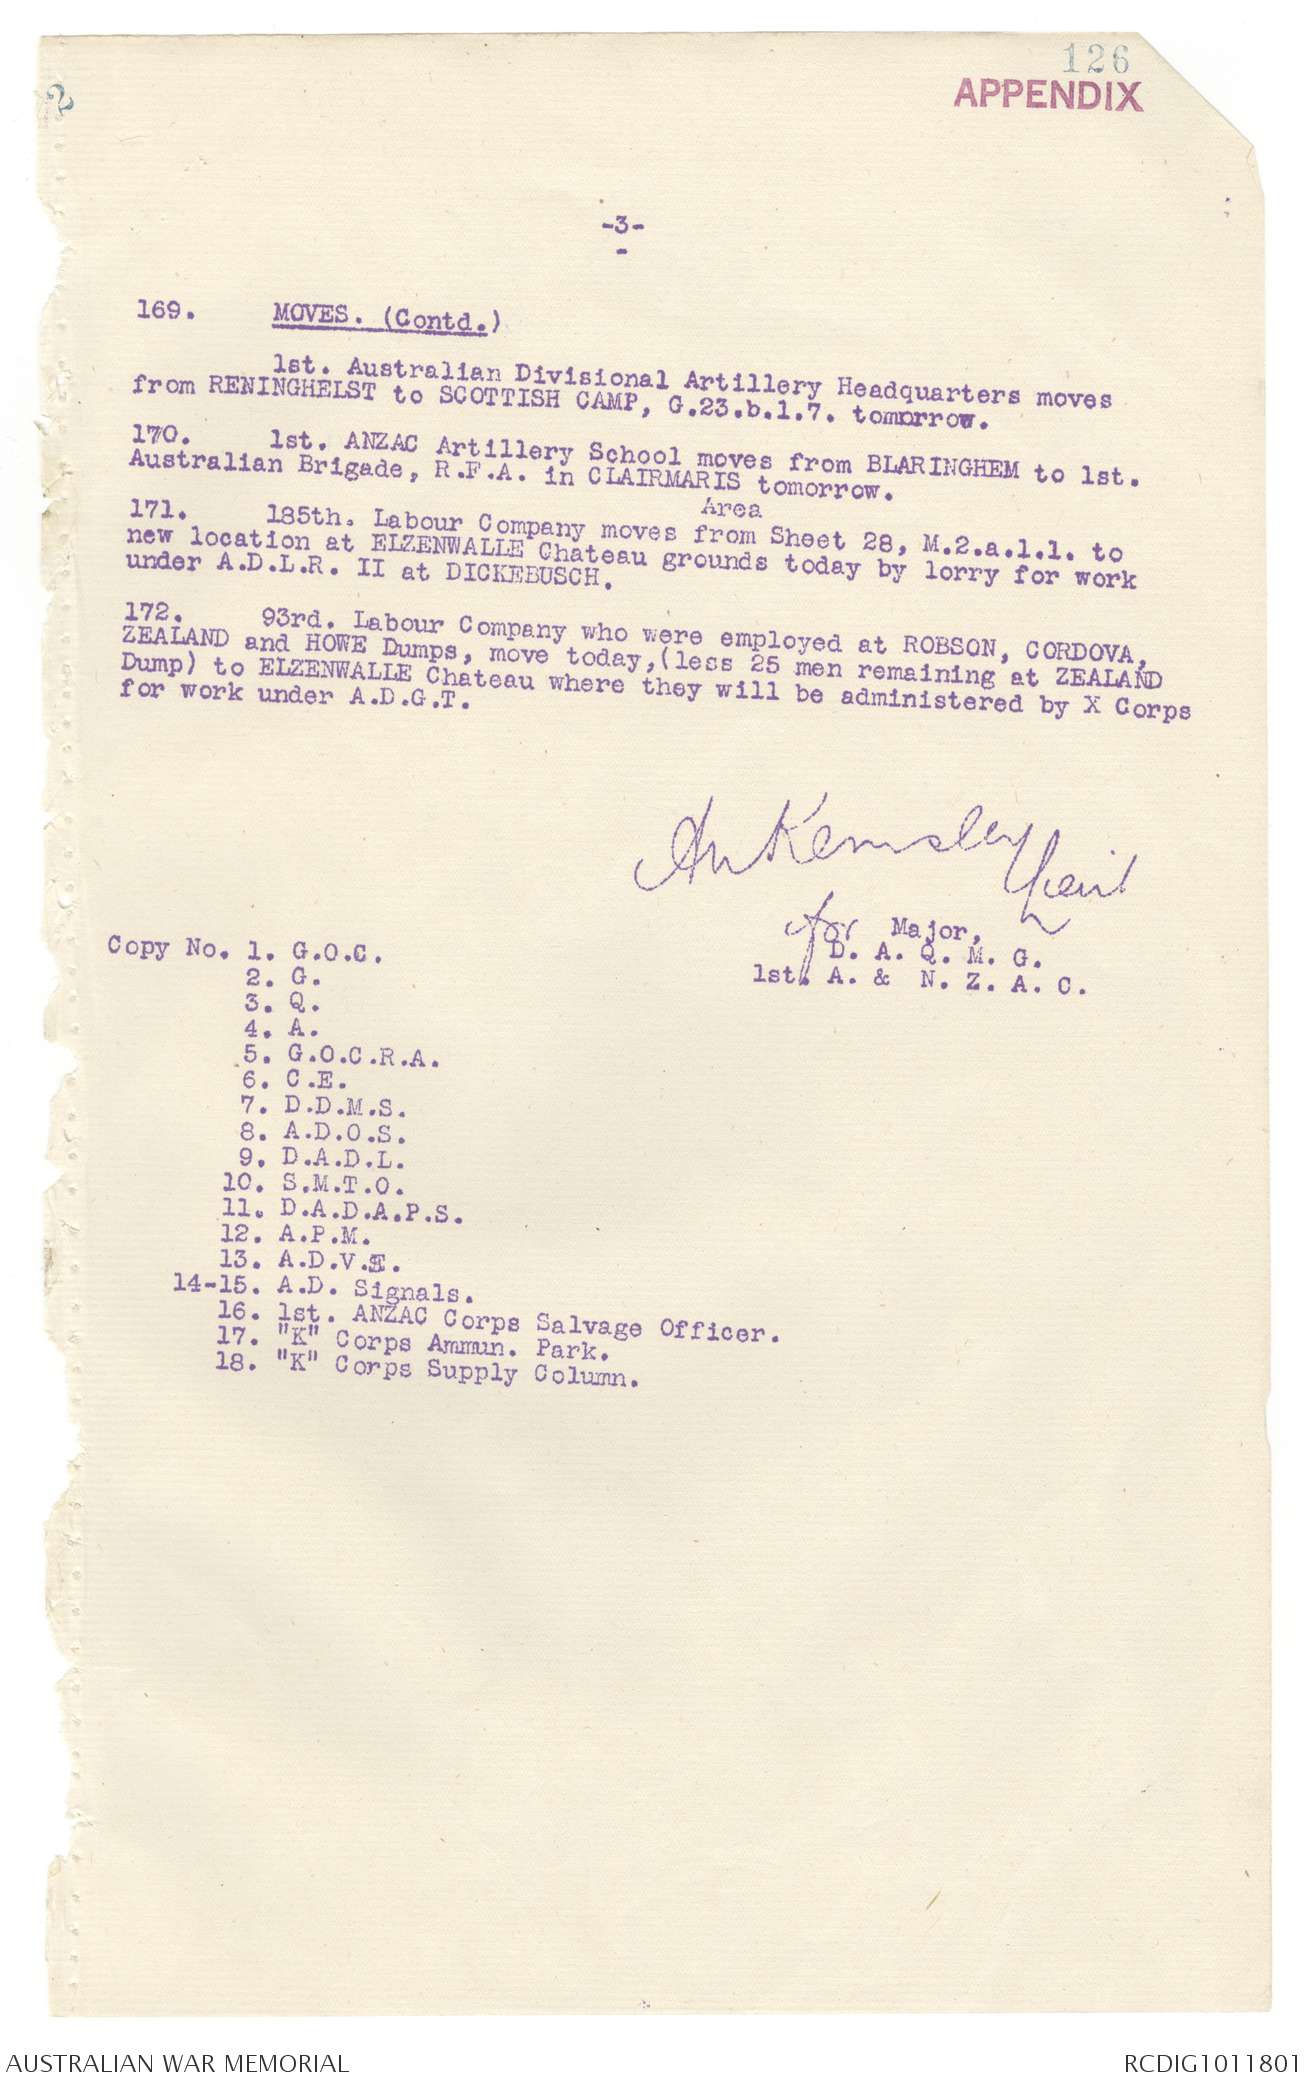 126
APPENDIX
2
-3-
-
169. MOVES. (Contd.)
1st. Australian Divisional Artillery Headquarters moves
from RENINGHELST to SCOTTISH CAMP, G.23.b.1.7. tomorrow.
170. 1st. ANZAC Artillery School moves from BLARINGHEM to 1st.
Australian Brigade, R.F.A. in CLAIRMARIS tomorrow.
Area
171. 185th. Labour Company moves from Sheet 28, M.2.a.1.1. to
new location at ELZENWALLE Chateau grounds today by lorry for work
under A.D.L.R. II at DICKEBUSCH.
172. 93rd. Labour Company who were employed at ROBSON, CORDOVA,
ZEALAND and HOWE Dumps, move today,(less 25 men remaining at ZEALAND
Dump) to ELZENWALLE Chateau where they will be administered by X Corps
for work under A.D.G.T.
Kemsley
for Major,
D. A. Q. M. G.
1st. A. & N. Z. A. C.
Copy No. 1. G.O.C.
2. G.
3. Q.
4. A.
5. G.O.C.R.A.
6. C.E.
7. D.D.M.S.
8. A.D.O.S.
9. D.A.D.L.
10. S.M.T.O.
11. D.A.D.A.P.S.
12. A.P.M.
13. A.D.V.S.
14-15. A.D. Signals.
16. 1st. ANZAC Corps Salvage Officer.
17. "K" Corps Ammun. Park.
18. "K" Corps Supply Column.
AUSTRALIAN WAR MEMORIAL
RCDIG1011801